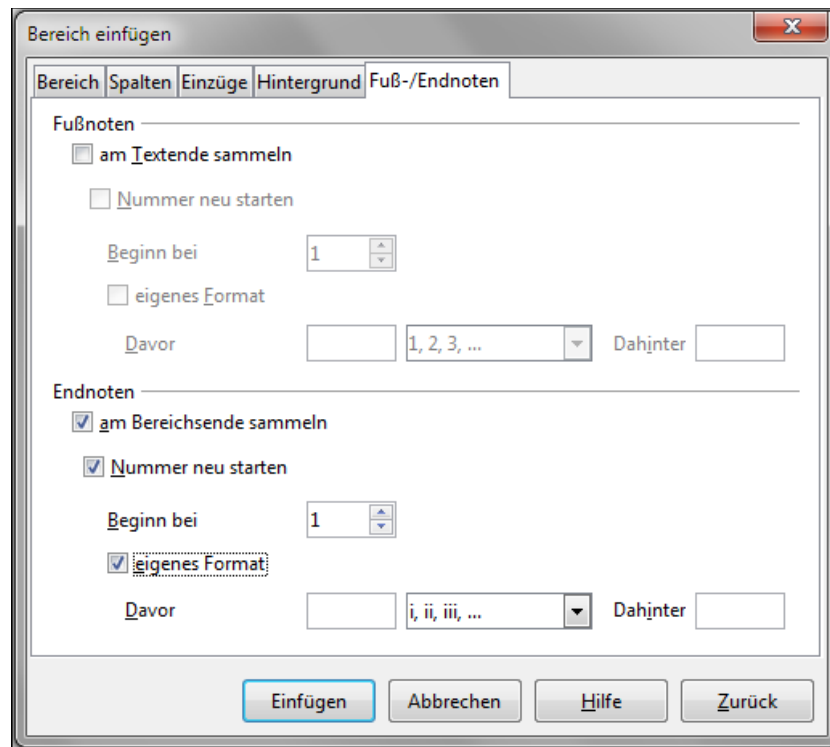 Bereich einfügen
Bereich Spalten Einzüge Hintergrund Fuß-/Endnoten
Fußnoten
am Textende sammeln
Nummer neu starten
Beginn bei 1
eigenes Format
Davor 1, 2, 3, ... Dahinter
Endnoten
am Bereichsende sammeln
Nummer neu starten
Beginn bei 1
eigenes Format
Davor i, ii, iii, ... Dahinter
Einfügen Abbrechen Hilfe Zurück